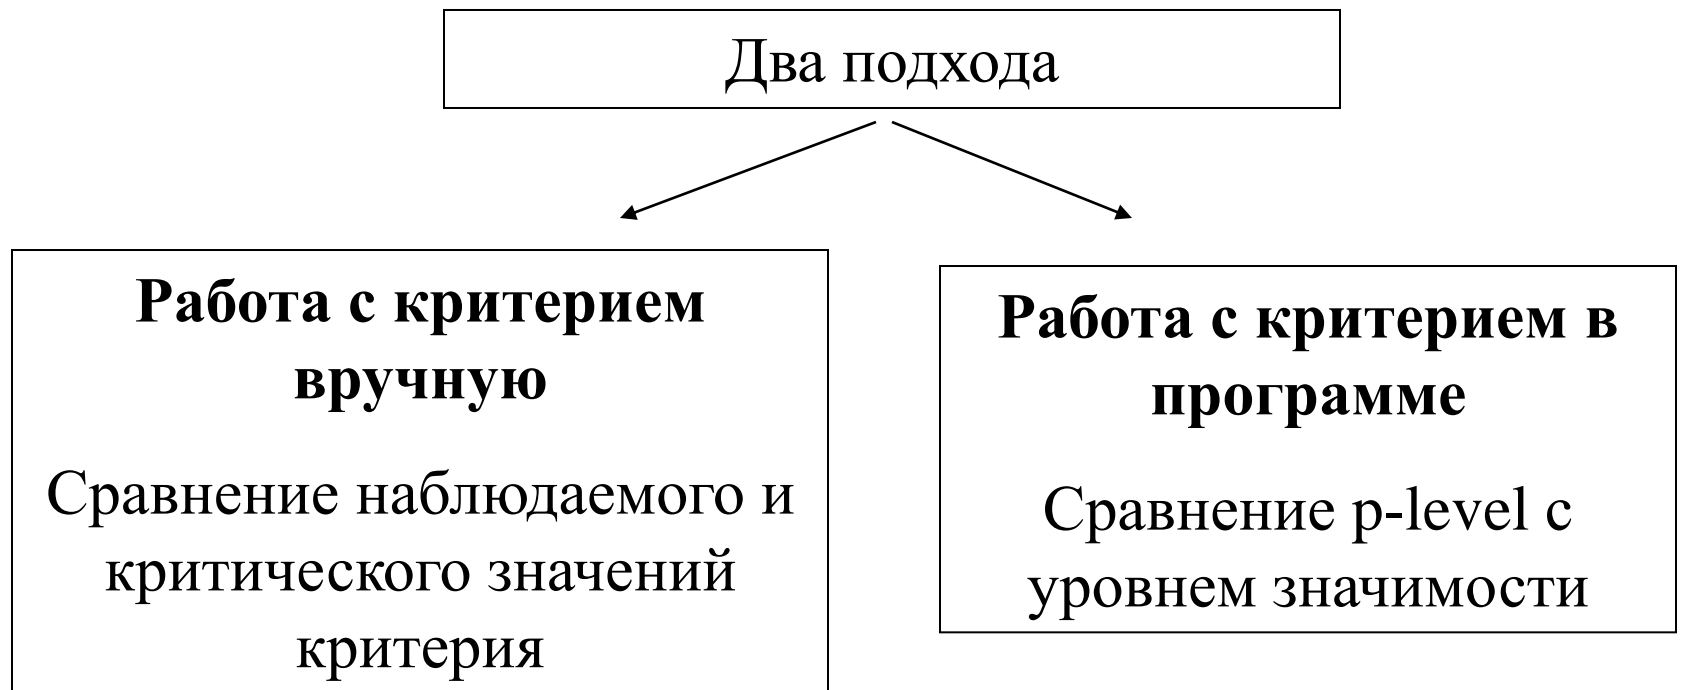 Два подхода
Работа с критерием
вручную
Сравнение наблюдаемого и
критического значений
критерия
Работа с критерием в
программе
Сравнение p-level с
уровнем значимости